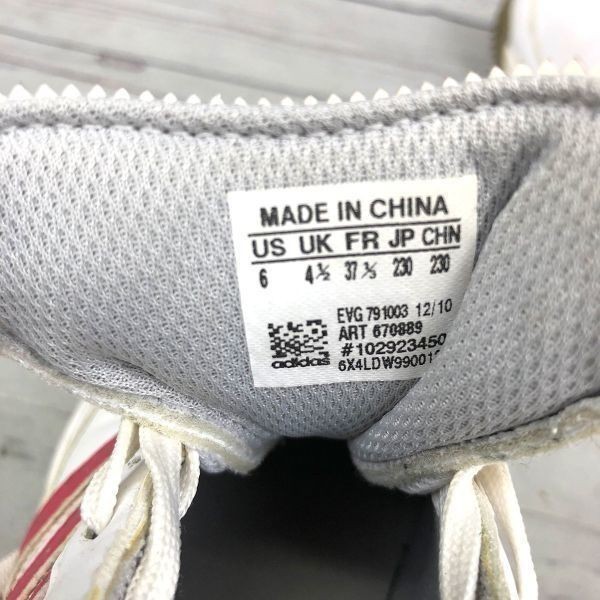 MADE IN CHINA
US UK FR JP CHN
6 4½ 37⅓ 230 230
EVG 791003 12/10
ART 670889
#102923450
adidas